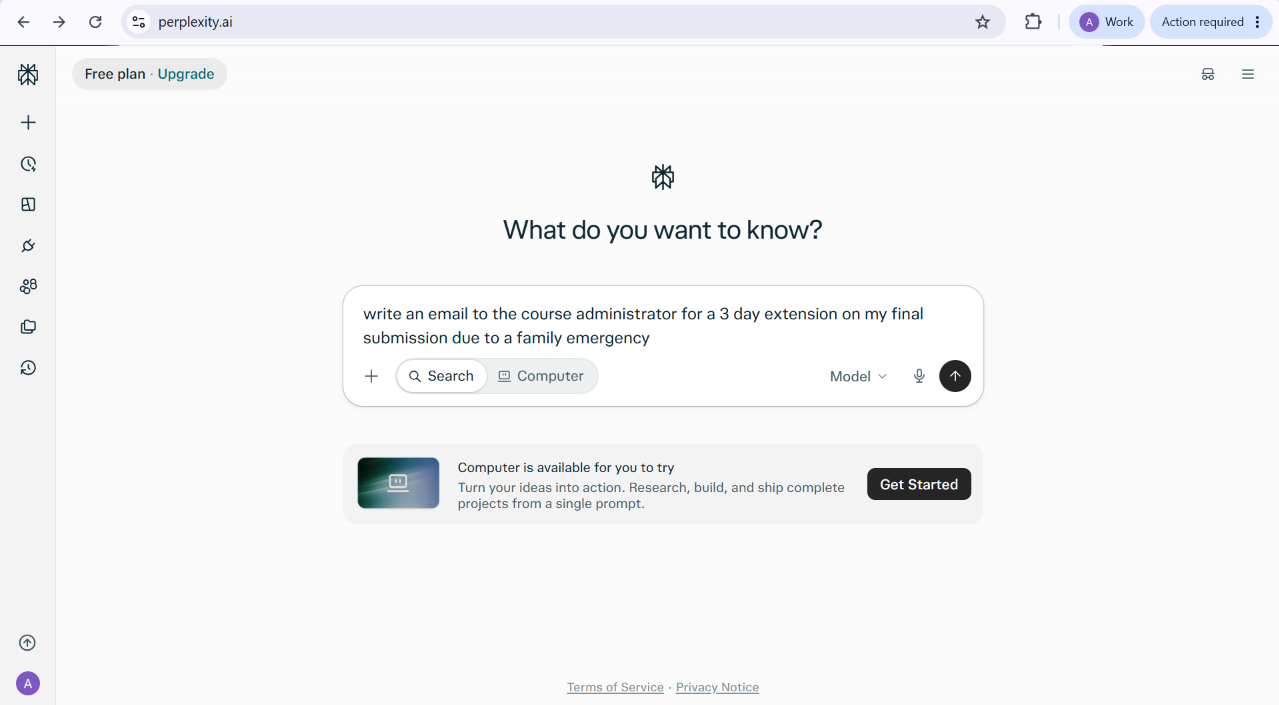 perplexity.ai
A Work
Action required
Free plan · Upgrade
What do you want to know?
write an email to the course administrator for a 3 day extension on my final
submission due to a family emergency
Search
Computer
Model
Computer is available for you to try
Turn your ideas into action. Research, build, and ship complete
projects from a single prompt.
Get Started
A
Terms of Service · Privacy Notice